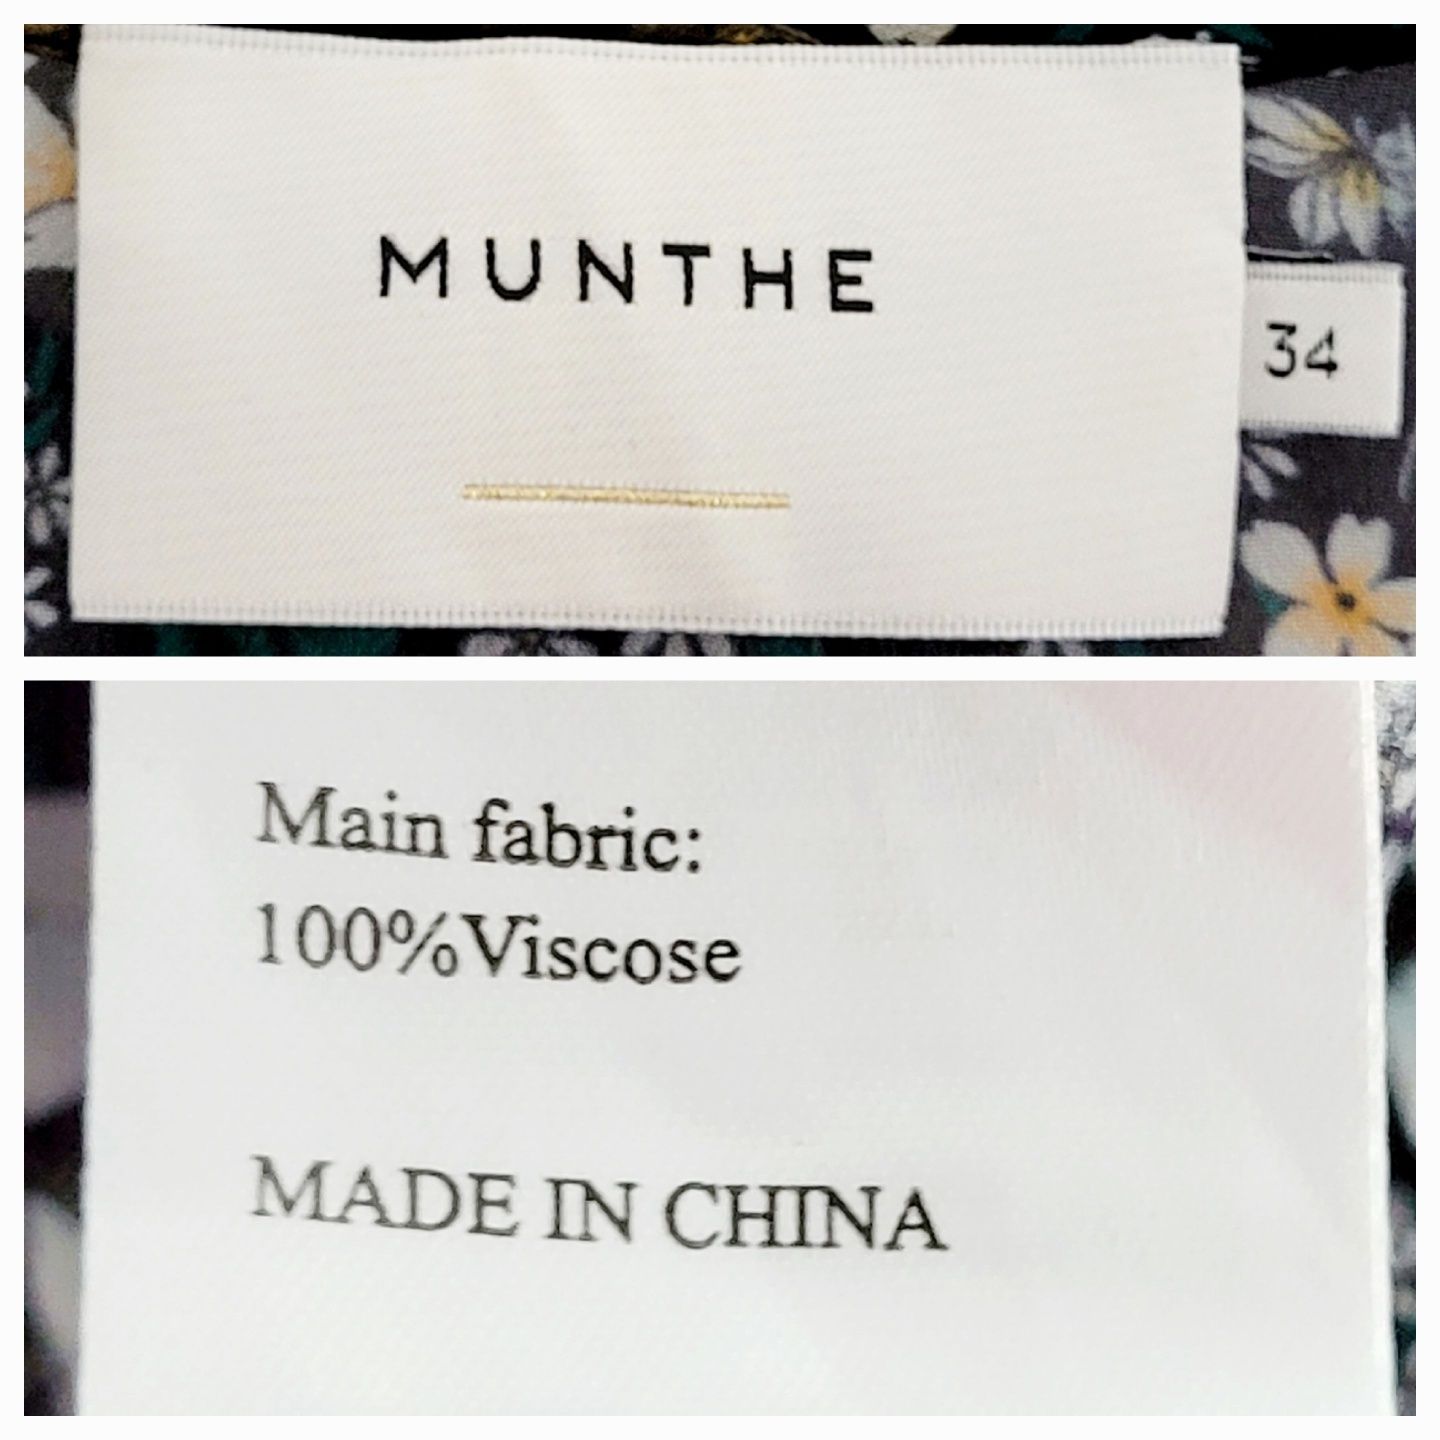 MUNTHE
34
Main fabric:
100%Viscose
MADE IN CHINA